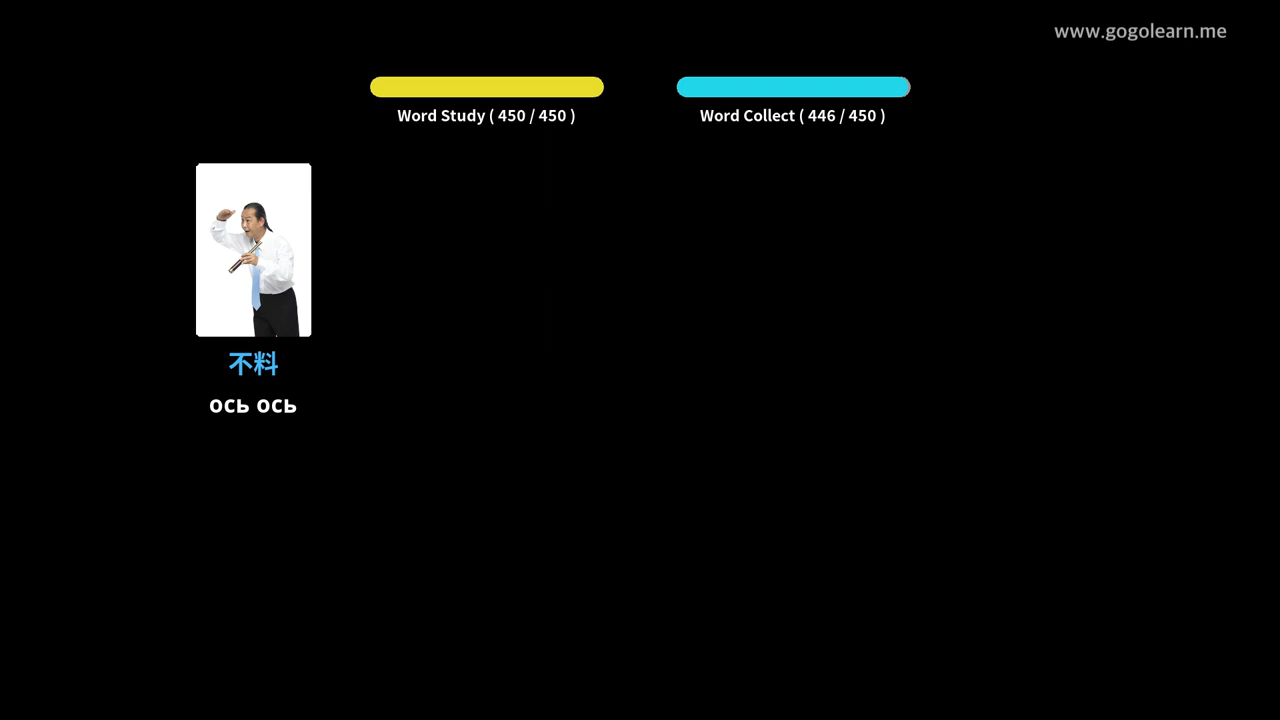 www.gogolearn.me
Word Study ( 450 / 450 )
Word Collect ( 446 / 450 )
不料
ось ось